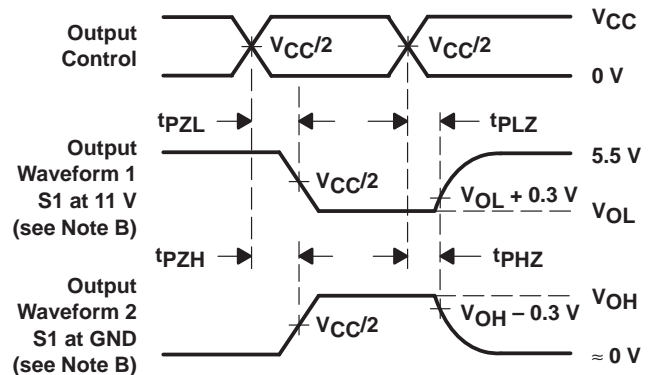 Output
Control
VCC
VCC/2
VCC/2
0 V
tPZL
tPLZ
Output
Waveform 1
S1 at 11 V
(see Note B)
5.5 V
VCC/2
VOL + 0.3 V
VOL
tPZH
tPHZ
Output
Waveform 2
S1 at GND
(see Note B)
VOH
VOH – 0.3 V
VCC/2
≈ 0 V